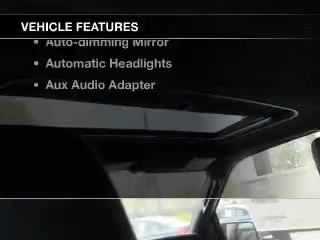 VEHICLE FEATURES
• Auto-dimming Mirror
• Automatic Headlights
• Aux Audio Adapter